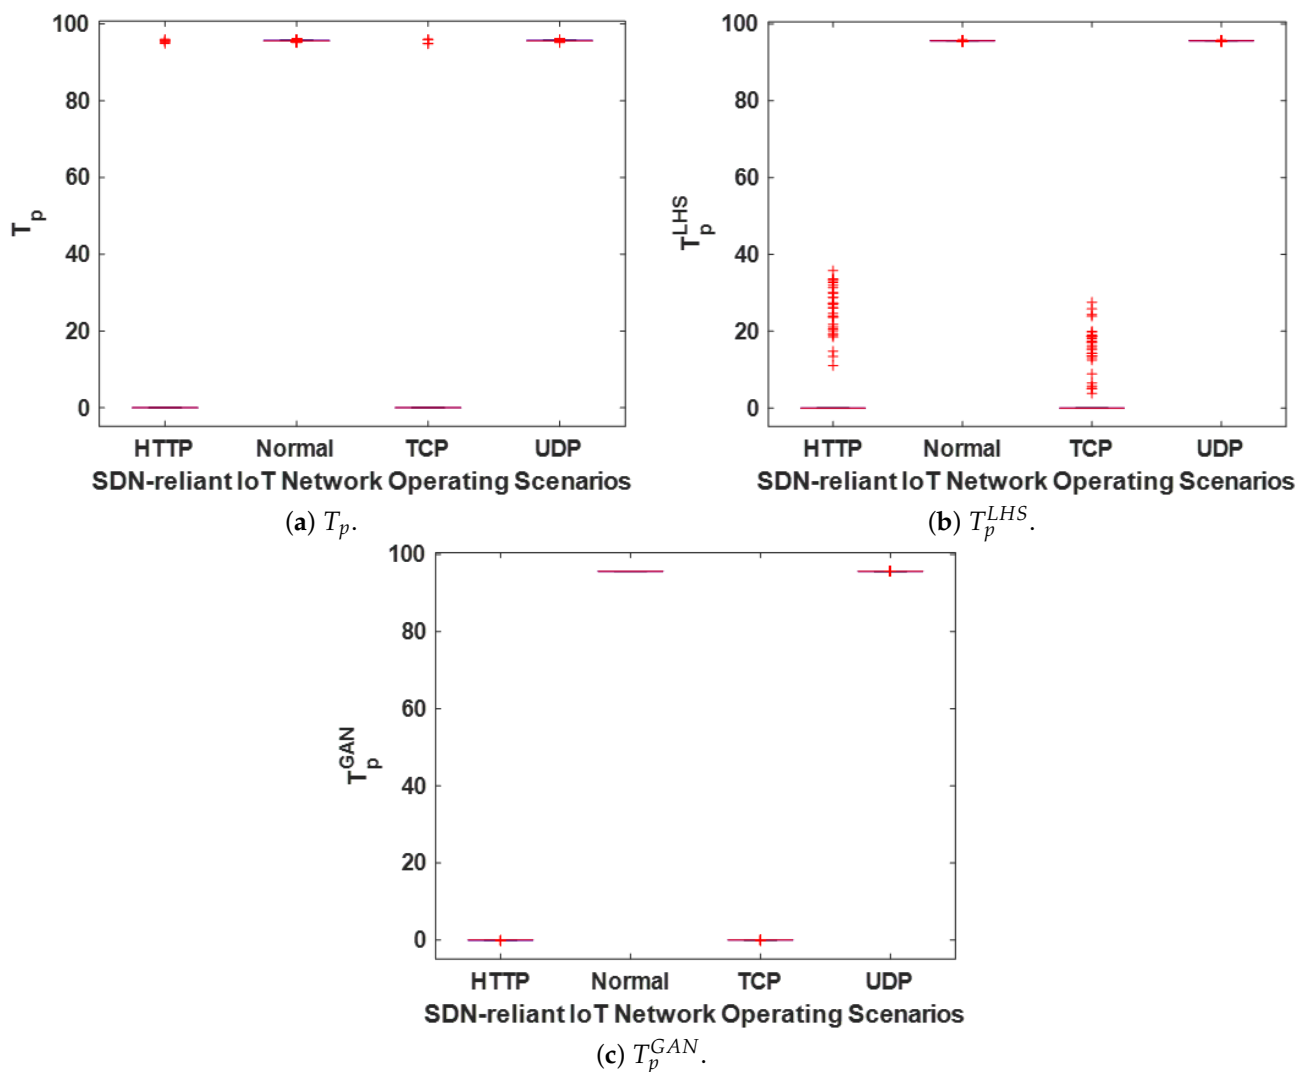 100
80
60
40
20
0
T_p
HTTP Normal TCP UDP
SDN-reliant IoT Network Operating Scenarios
(a) T_p.
100
80
60
40
20
0
T_p^LHS
HTTP Normal TCP UDP
SDN-reliant IoT Network Operating Scenarios
(b) T_p^{LHS}.
100
80
60
40
20
0
T_p^GAN
HTTP Normal TCP UDP
SDN-reliant IoT Network Operating Scenarios
(c) T_p^{GAN}.